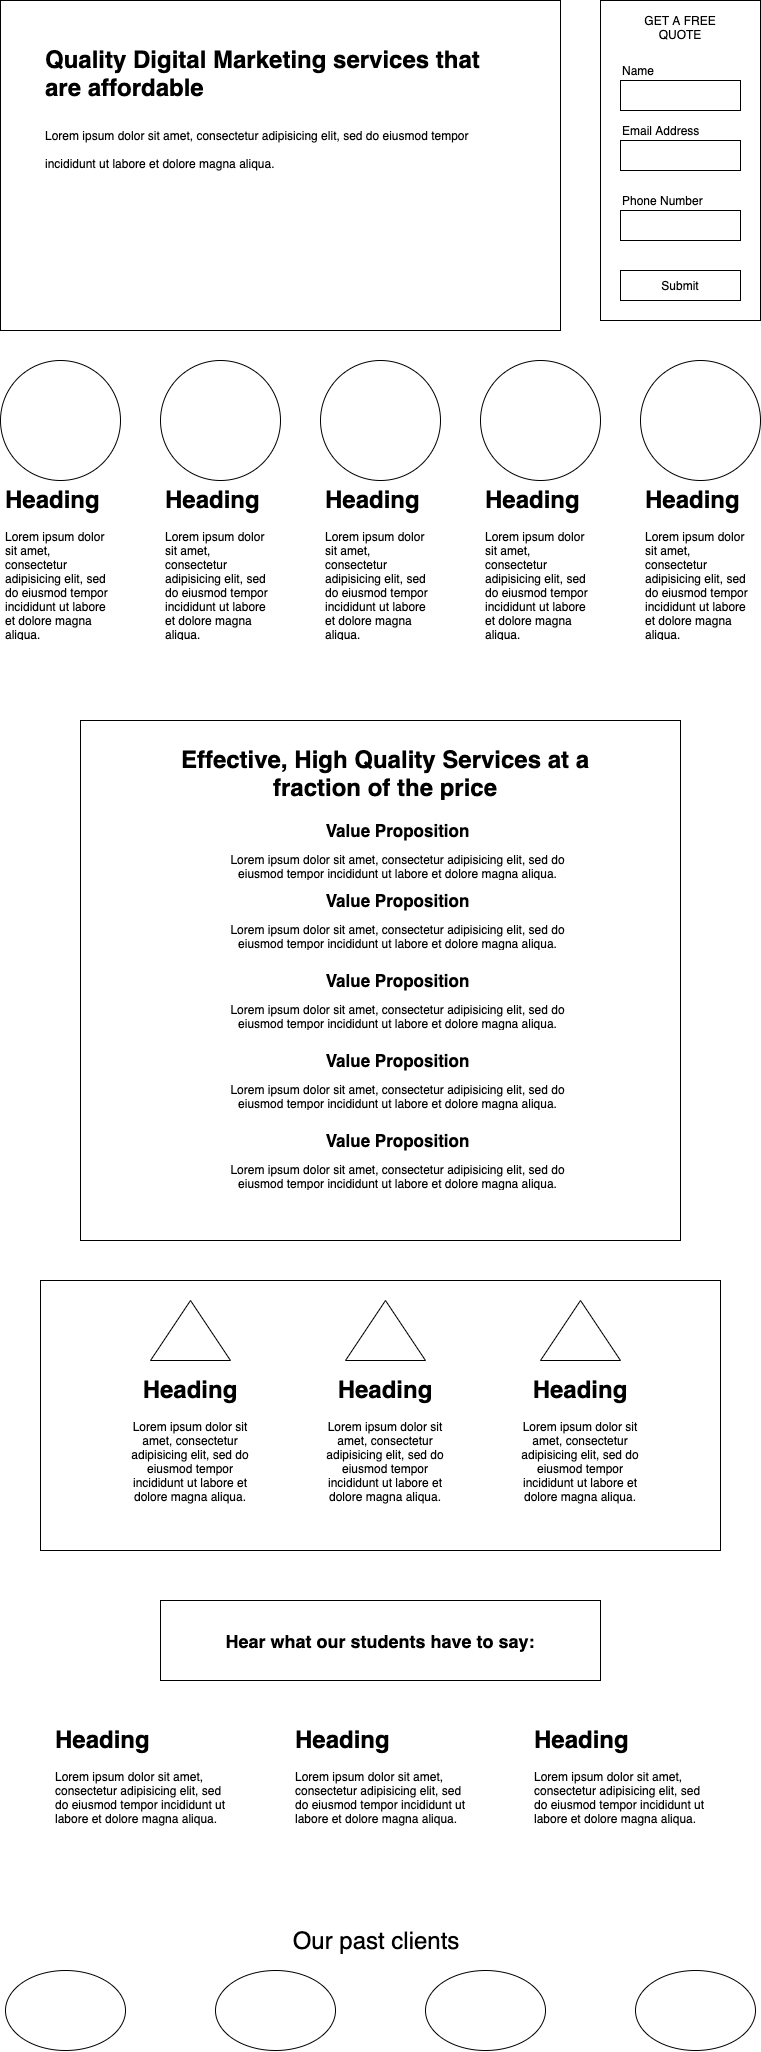 Quality Digital Marketing services that
are affordable
Lorem ipsum dolor sit amet, consectetur adipisicing elit, sed do eiusmod tempor
incididunt ut labore et dolore magna aliqua.
GET A FREE
QUOTE
Name
Email Address
Phone Number
Submit
Heading
Lorem ipsum dolor
sit amet,
consectetur
adipisicing elit, sed
do eiusmod tempor
incididunt ut labore
et dolore magna
aliqua.
Heading
Lorem ipsum dolor
sit amet,
consectetur
adipisicing elit, sed
do eiusmod tempor
incididunt ut labore
et dolore magna
aliqua.
Heading
Lorem ipsum dolor
sit amet,
consectetur
adipisicing elit, sed
do eiusmod tempor
incididunt ut labore
et dolore magna
aliqua.
Heading
Lorem ipsum dolor
sit amet,
consectetur
adipisicing elit, sed
do eiusmod tempor
incididunt ut labore
et dolore magna
aliqua.
Heading
Lorem ipsum dolor
sit amet,
consectetur
adipisicing elit, sed
do eiusmod tempor
incididunt ut labore
et dolore magna
aliqua.
Effective, High Quality Services at a
fraction of the price
Value Proposition
Lorem ipsum dolor sit amet, consectetur adipisicing elit, sed do
eiusmod tempor incididunt ut labore et dolore magna aliqua.
Value Proposition
Lorem ipsum dolor sit amet, consectetur adipisicing elit, sed do
eiusmod tempor incididunt ut labore et dolore magna aliqua.
Value Proposition
Lorem ipsum dolor sit amet, consectetur adipisicing elit, sed do
eiusmod tempor incididunt ut labore et dolore magna aliqua.
Value Proposition
Lorem ipsum dolor sit amet, consectetur adipisicing elit, sed do
eiusmod tempor incididunt ut labore et dolore magna aliqua.
Value Proposition
Lorem ipsum dolor sit amet, consectetur adipisicing elit, sed do
eiusmod tempor incididunt ut labore et dolore magna aliqua.
Heading
Lorem ipsum dolor sit
amet, consectetur
adipisicing elit, sed do
eiusmod tempor
incididunt ut labore et
dolore magna aliqua.
Heading
Lorem ipsum dolor sit
amet, consectetur
adipisicing elit, sed do
eiusmod tempor
incididunt ut labore et
dolore magna aliqua.
Heading
Lorem ipsum dolor sit
amet, consectetur
adipisicing elit, sed do
eiusmod tempor
incididunt ut labore et
dolore magna aliqua.
Hear what our students have to say:
Heading
Lorem ipsum dolor sit amet,
consectetur adipisicing elit, sed
do eiusmod tempor incididunt ut
labore et dolore magna aliqua.
Heading
Lorem ipsum dolor sit amet,
consectetur adipisicing elit, sed
do eiusmod tempor incididunt ut
labore et dolore magna aliqua.
Heading
Lorem ipsum dolor sit amet,
consectetur adipisicing elit, sed
do eiusmod tempor incididunt ut
labore et dolore magna aliqua.
Our past clients